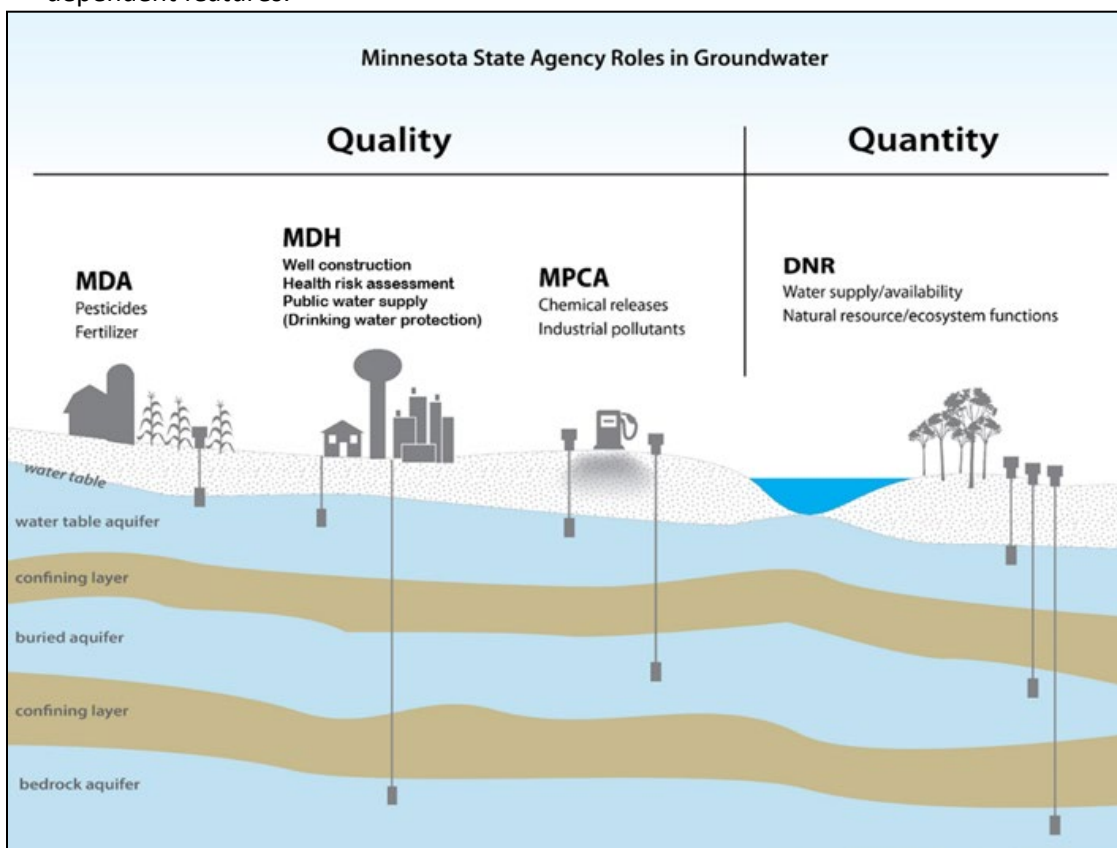 dependent features.
Minnesota State Agency Roles in Groundwater
Quality
Quantity
MDA
Pesticides
Fertilizer
MDH
Well construction
Health risk assessment
Public water supply
(Drinking water protection)
MPCA
Chemical releases
Industrial pollutants
DNR
Water supply/availability
Natural resource/ecosystem functions
water table
water table aquifer
confining layer
buried aquifer
confining layer
bedrock aquifer